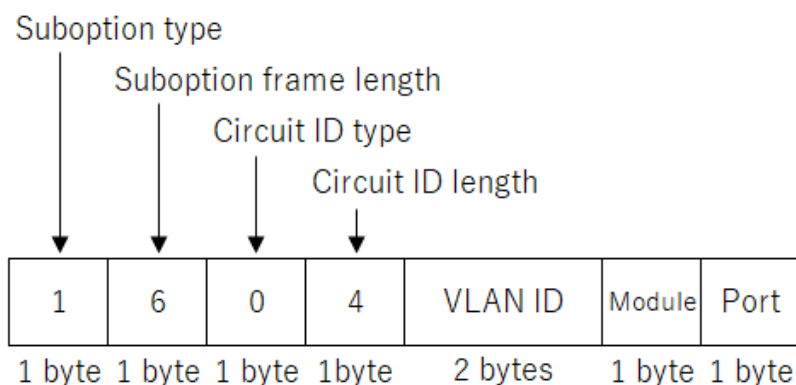 Suboption type
Suboption frame length
Circuit ID type
Circuit ID length
1 6 0 4 VLAN ID Module Port
1 byte 1 byte 1 byte 1byte 2 bytes 1 byte 1 byte